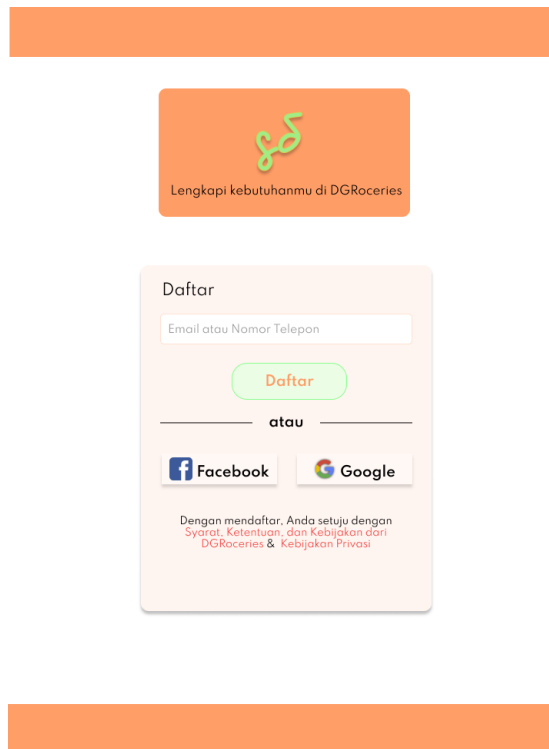 Lengkapi kebutuhanmu di DGRoceries
Daftar
Email atau Nomor Telepon
Daftar
atau
Facebook
Google
Dengan mendaftar, Anda setuju dengan
Syarat, Ketentuan, dan Kebijakan dari
DGRoceries & Kebijakan Privasi